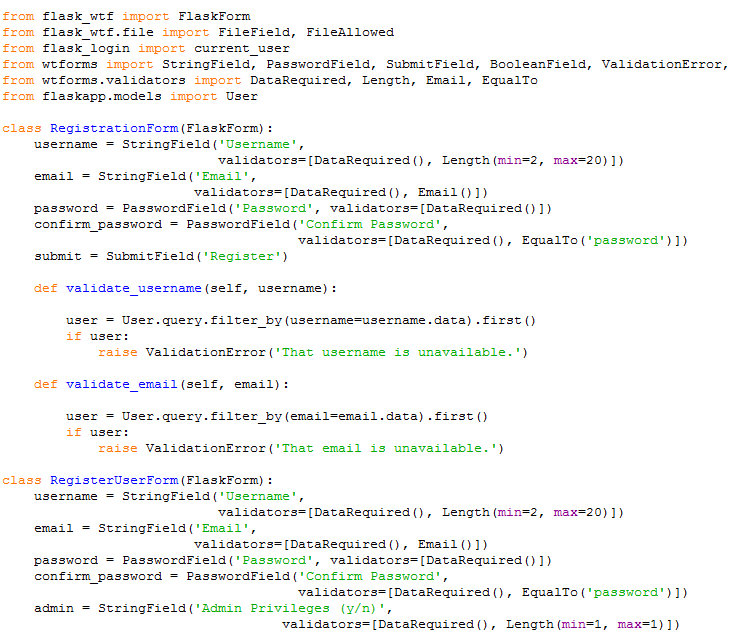 from flask_wtf import FlaskForm
from flask_wtf.file import FileField, FileAllowed
from flask_login import current_user
from wtforms import StringField, PasswordField, SubmitField, BooleanField, ValidationError,
from wtforms.validators import DataRequired, Length, Email, EqualTo
from flaskapp.models import User

class RegistrationForm(FlaskForm):
    username = StringField('Username',
                           validators=[DataRequired(), Length(min=2, max=20)])
    email = StringField('Email',
                        validators=[DataRequired(), Email()])
    password = PasswordField('Password', validators=[DataRequired()])
    confirm_password = PasswordField('Confirm Password',
                                     validators=[DataRequired(), EqualTo('password')])
    submit = SubmitField('Register')

    def validate_username(self, username):

        user = User.query.filter_by(username=username.data).first()
        if user:
            raise ValidationError('That username is unavailable.')

    def validate_email(self, email):

        user = User.query.filter_by(email=email.data).first()
        if user:
            raise ValidationError('That email is unavailable.')

class RegisterUserForm(FlaskForm):
    username = StringField('Username',
                           validators=[DataRequired(), Length(min=2, max=20)])
    email = StringField('Email',
                        validators=[DataRequired(), Email()])
    password = PasswordField('Password', validators=[DataRequired()])
    confirm_password = PasswordField('Confirm Password',
                                     validators=[DataRequired(), EqualTo('password')])
    admin = StringField('Admin Privileges (y/n)',
                                   validators=[DataRequired(), Length(min=1, max=1)])